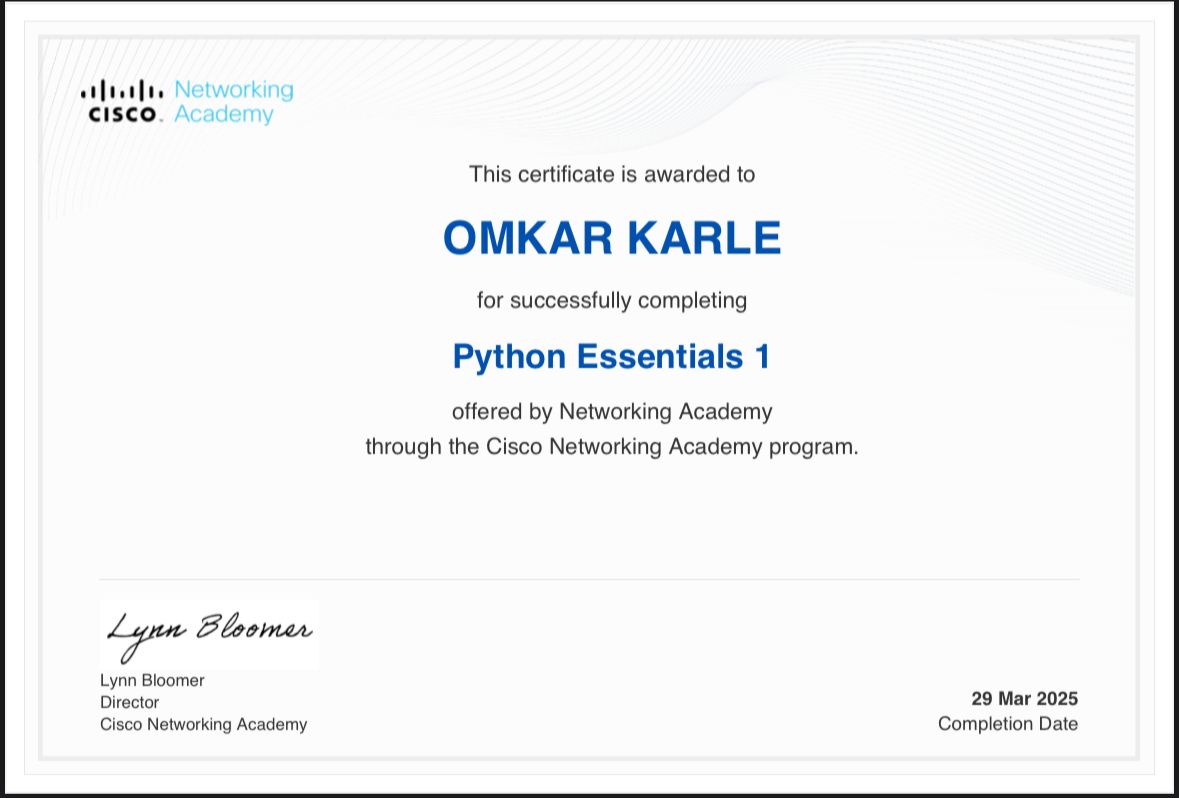 CISCO. Networking Academy
This certificate is awarded to
OMKAR KARLE
for successfully completing
Python Essentials 1
offered by Networking Academy
through the Cisco Networking Academy program.
Lynn Bloomer
Lynn Bloomer
Director
Cisco Networking Academy
29 Mar 2025
Completion Date